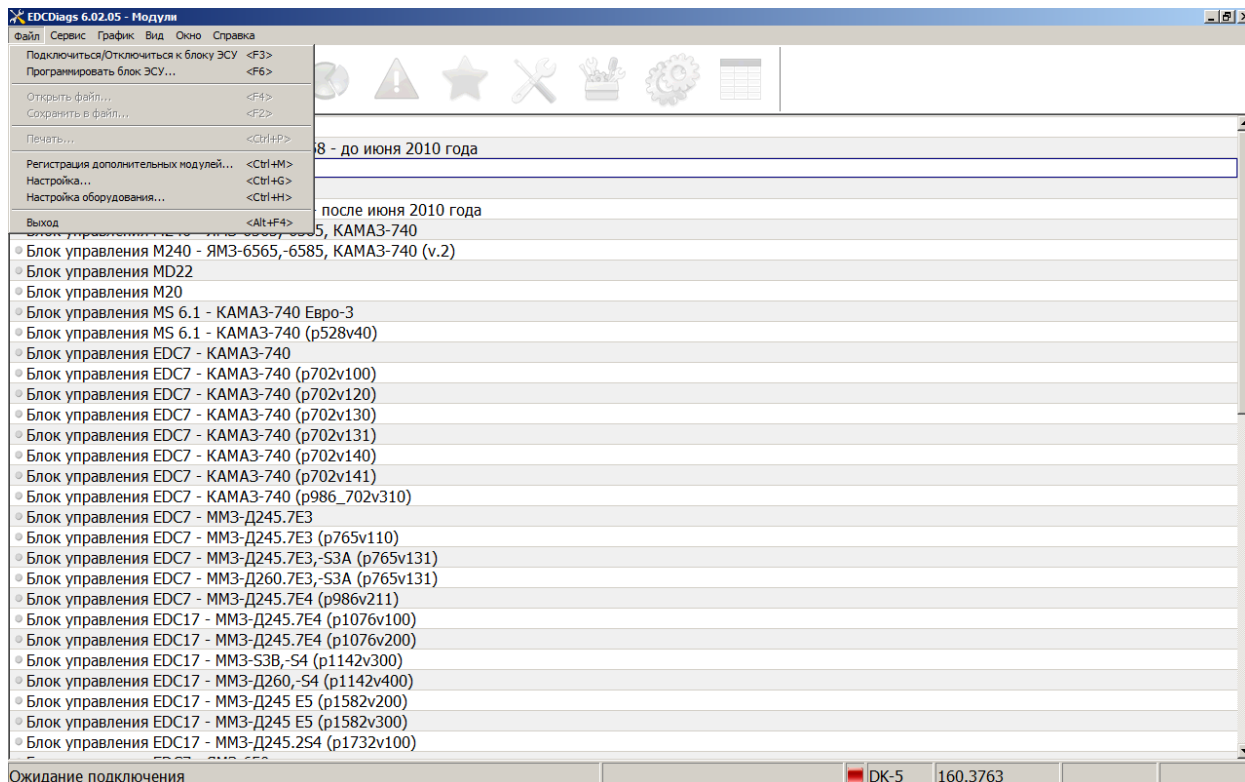 EDCDiags 6.02.05 - Модули
Файл Сервис График Вид Окно Справка
Подключиться/Отключиться к блоку ЭСУ <F3>
Программировать блок ЭСУ... <F6>
Открыть файл... <F4>
Сохранить в файл... <F2>
Печать... <Ctrl+P>
Регистрация дополнительных модулей... <Ctrl+M>
Настройка... <Ctrl+G>
Настройка оборудования... <Ctrl+H>
Выход <Alt+F4>
8 - до июня 2010 года
- после июня 2010 года
Блок управления M240 - ЯМЗ-6565,-6585, КАМАЗ-740
Блок управления M240 - ЯМЗ-6565,-6585, КАМАЗ-740 (v.2)
Блок управления MD22
Блок управления M20
Блок управления MS 6.1 - КАМАЗ-740 Евро-3
Блок управления MS 6.1 - КАМАЗ-740 (p528v40)
Блок управления EDC7 - КАМАЗ-740
Блок управления EDC7 - КАМАЗ-740 (p702v100)
Блок управления EDC7 - КАМАЗ-740 (p702v120)
Блок управления EDC7 - КАМАЗ-740 (p702v130)
Блок управления EDC7 - КАМАЗ-740 (p702v131)
Блок управления EDC7 - КАМАЗ-740 (p702v140)
Блок управления EDC7 - КАМАЗ-740 (p702v141)
Блок управления EDC7 - КАМАЗ-740 (p986_702v310)
Блок управления EDC7 - ММЗ-Д245.7Е3
Блок управления EDC7 - ММЗ-Д245.7Е3 (p765v110)
Блок управления EDC7 - ММЗ-Д245.7Е3,-S3A (p765v131)
Блок управления EDC7 - ММЗ-Д260.7Е3,-S3A (p765v131)
Блок управления EDC7 - ММЗ-Д245.7Е4 (p986v211)
Блок управления EDC17 - ММЗ-Д245.7Е4 (p1076v100)
Блок управления EDC17 - ММЗ-Д245.7Е4 (p1076v200)
Блок управления EDC17 - ММЗ-S3B,-S4 (p1142v300)
Блок управления EDC17 - ММЗ-Д260,-S4 (p1142v400)
Блок управления EDC17 - ММЗ-Д245 Е5 (p1582v200)
Блок управления EDC17 - ММЗ-Д245 Е5 (p1582v300)
Блок управления EDC17 - ММЗ-Д245.2S4 (p1732v100)
Ожидание подключения DK-5 160.3763